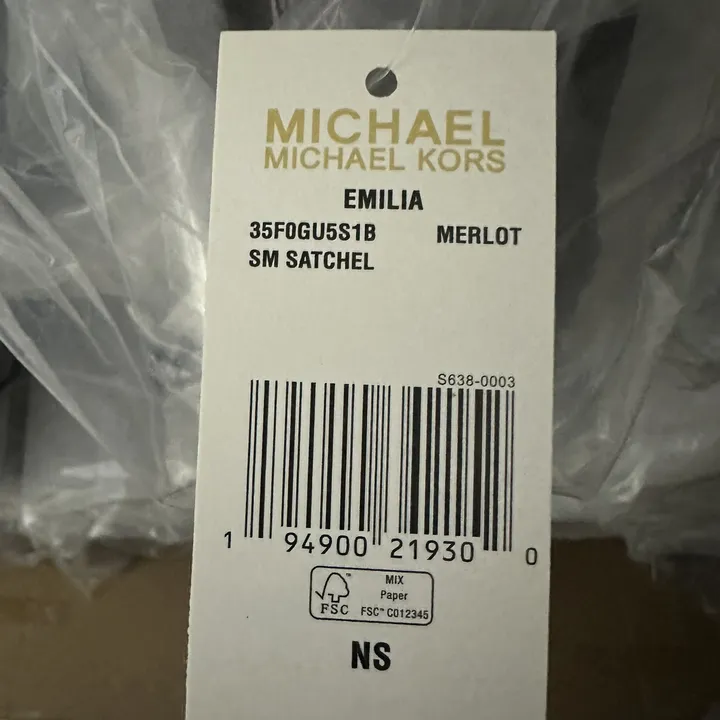 MICHAEL
MICHAEL KORS
EMILIA
35F0GU5S1B MERLOT
SM SATCHEL
S638-0003
1 94900 21930 0
FSC™
MIX
Paper
FSC™ C012345
NS